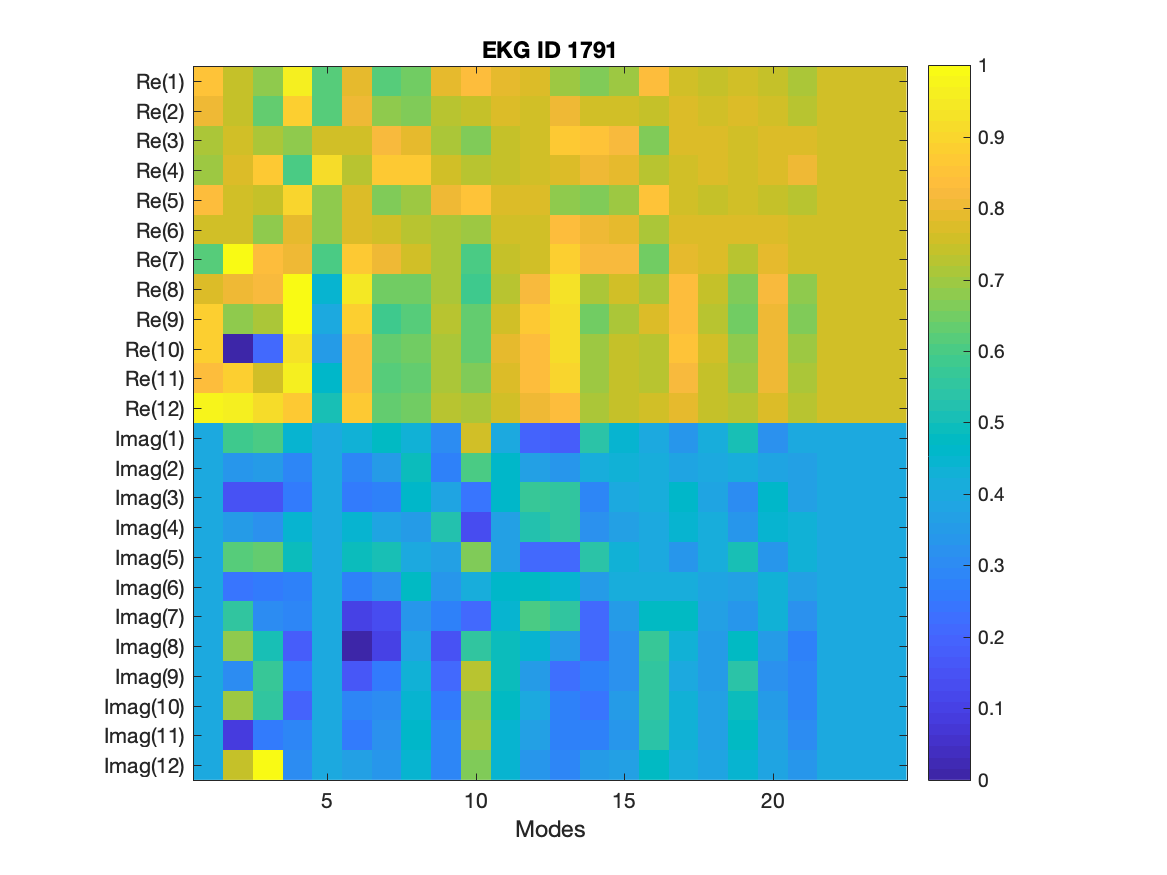 EKG ID 1791
Re(1)
Re(2)
Re(3)
Re(4)
Re(5)
Re(6)
Re(7)
Re(8)
Re(9)
Re(10)
Re(11)
Re(12)
Imag(1)
Imag(2)
Imag(3)
Imag(4)
Imag(5)
Imag(6)
Imag(7)
Imag(8)
Imag(9)
Imag(10)
Imag(11)
Imag(12)
5 10 15 20
Modes
1
0.9
0.8
0.7
0.6
0.5
0.4
0.3
0.2
0.1
0